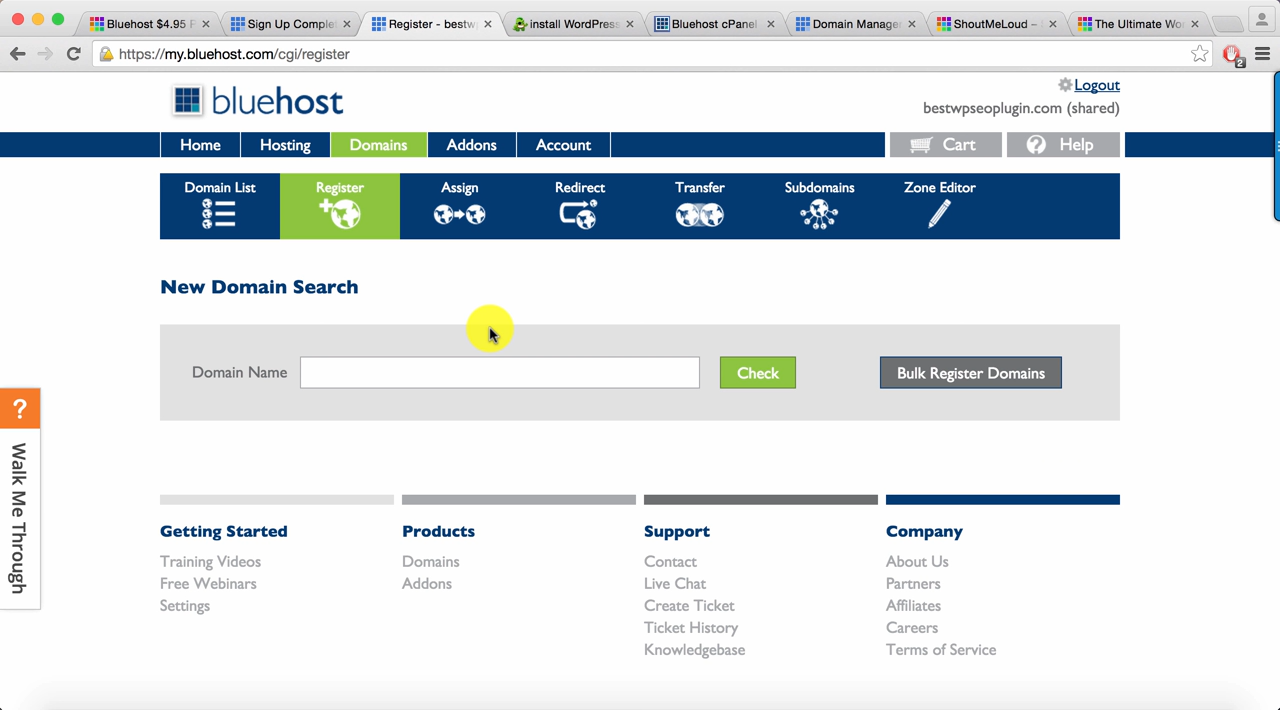 Bluehost $4.95 P
Sign Up Comple
Register - bestw
install WordPres
Bluehost cPanel
Domain Manager
ShoutMeLoud –
The Ultimate Wo
https://my.bluehost.com/cgi/register
2
bluehost
Logout
bestwpseoplugin.com (shared)
Home Hosting Domains Addons Account Cart Help
Domain List Register Assign Redirect Transfer Subdomains Zone Editor
New Domain Search
Domain Name Check Bulk Register Domains
?
Walk Me Through
Getting Started
Training Videos
Free Webinars
Settings
Products
Domains
Addons
Support
Contact
Live Chat
Create Ticket
Ticket History
Knowledgebase
Company
About Us
Partners
Affiliates
Careers
Terms of Service